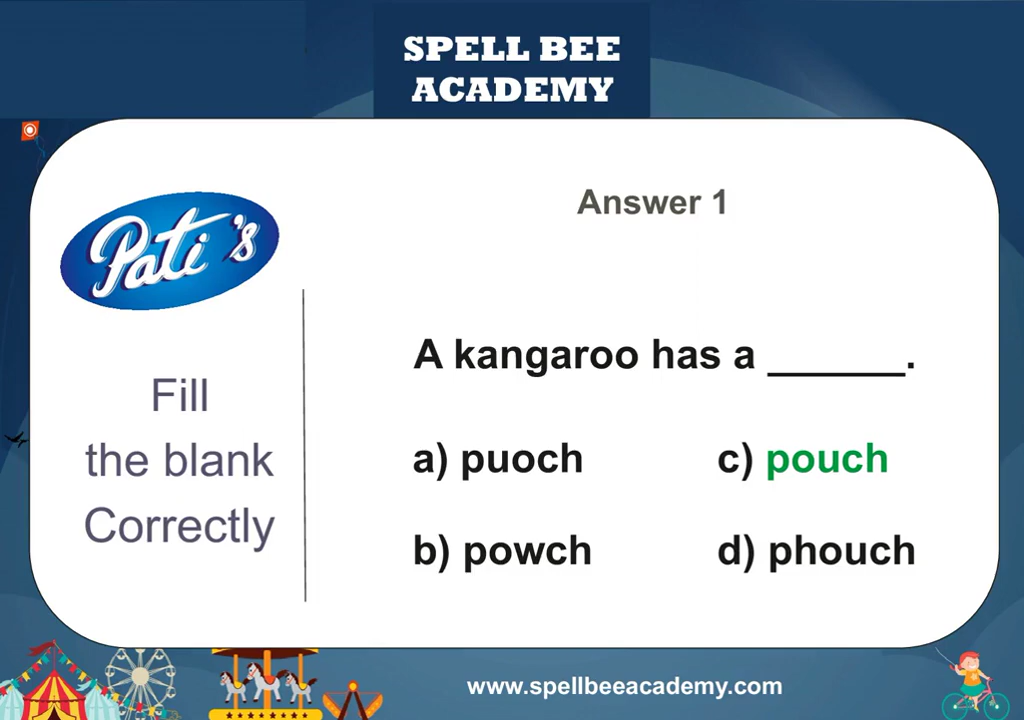 SPELL BEE
ACADEMY
Pati's
Answer 1
Fill
the blank
Correctly
A kangaroo has a ______.
a) puoch
c) pouch
b) powch
d) phouch
www.spellbeeacademy.com